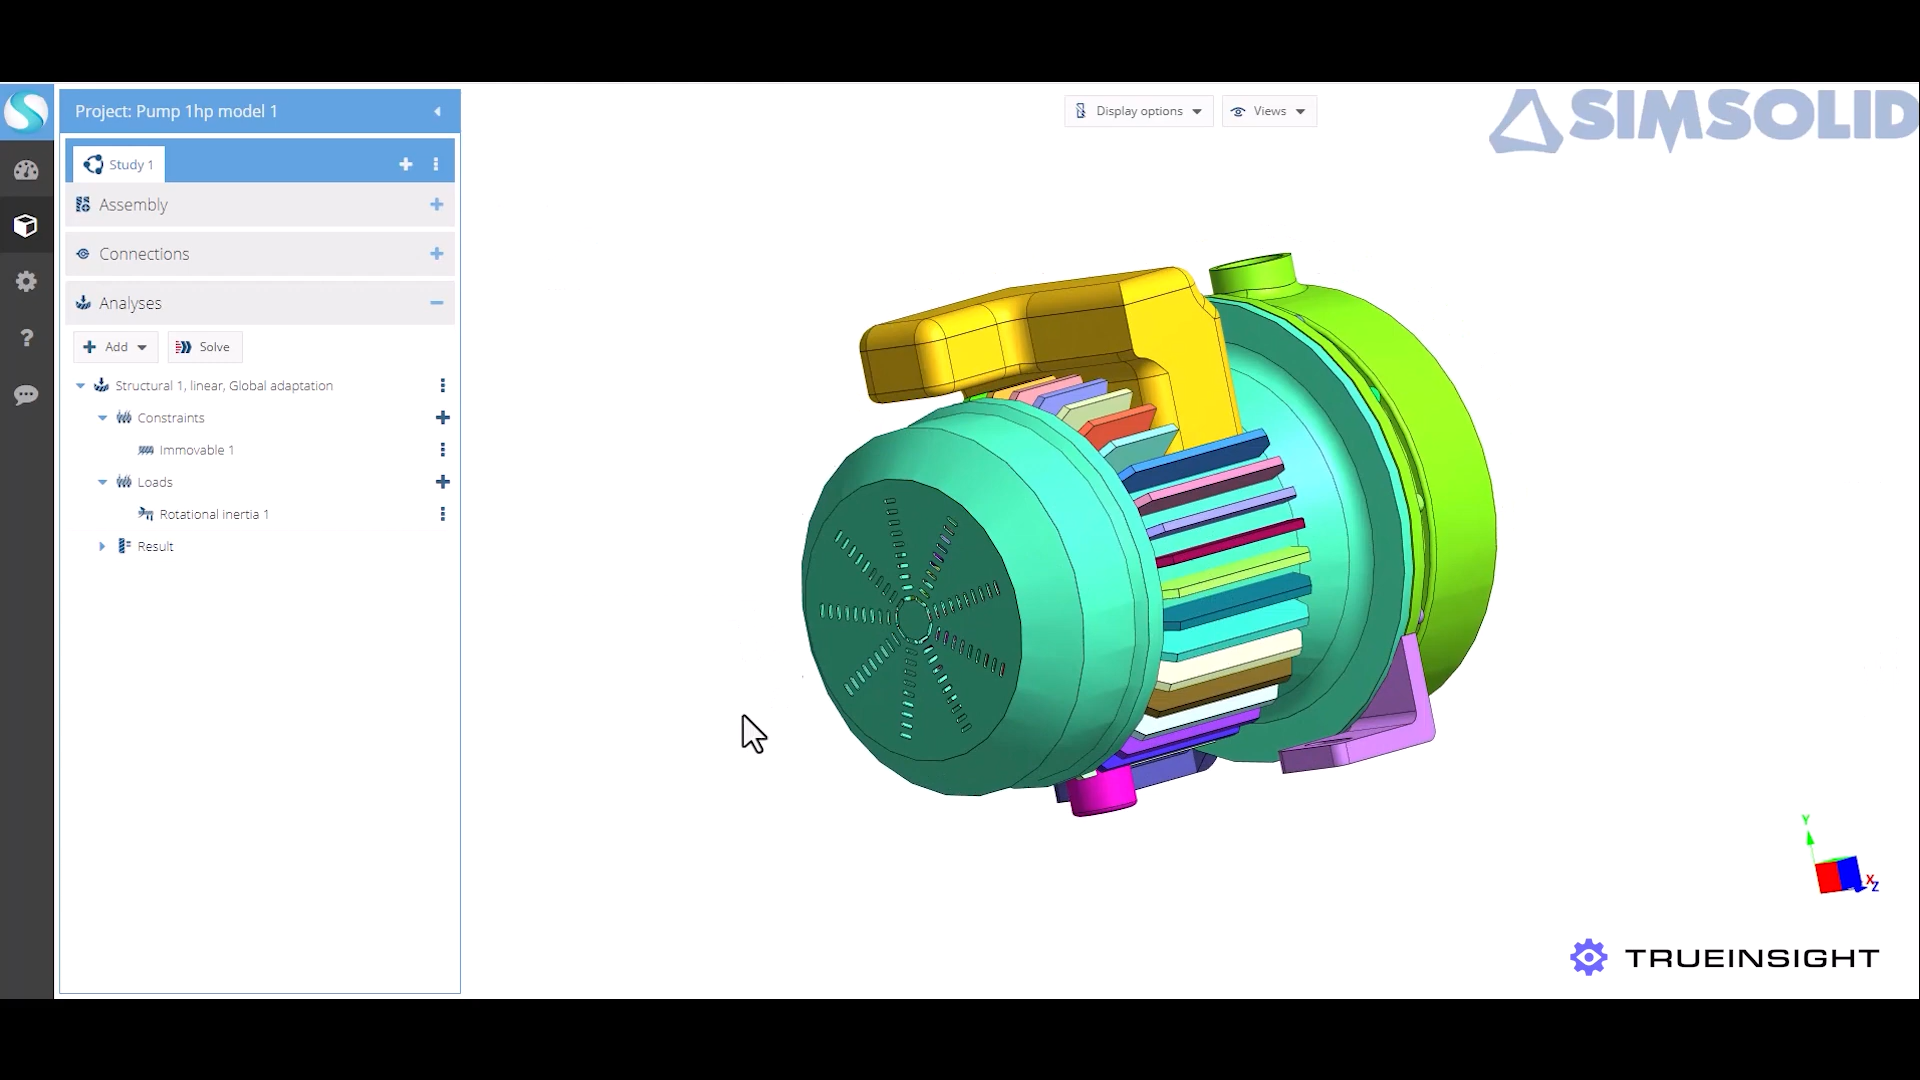 Project: Pump 1hp model 1
Display options
Views
SIMSOLID
Study 1
Assembly
Connections
Analyses
Add
Solve
Structural 1, linear, Global adaptation
Constraints
Immovable 1
Loads
Rotational inertia 1
Result
Y
X
Z
TRUEINSIGHT